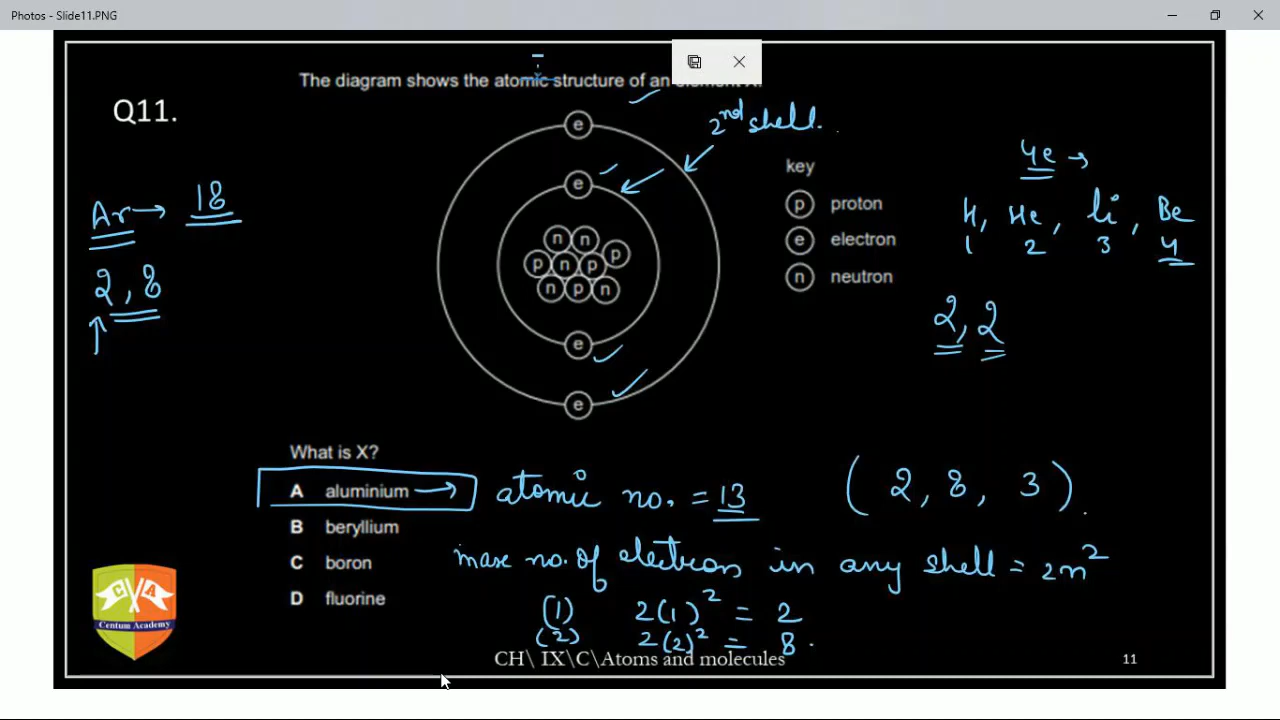 Photos - Slide11.PNG
The diagram shows the atomic structure of an element X.
Q11.
2nd shell.
4e →
key
p proton
e electron
n neutron
H, He, Li, Be
1 2 3 4
Ar → 18
2, 8
2, 2
e
e
n n
p n p p
n p n
e
e
What is X?
A aluminium → atomic no. = 13 (2, 8, 3).
B beryllium
max no. of electron in any shell = 2n²
C boron
D fluorine
(1) 2(1)² = 2
(2) 2(2)² = 8.
C A
Centum Academy
CH\ IX\C\Atoms and molecules
11